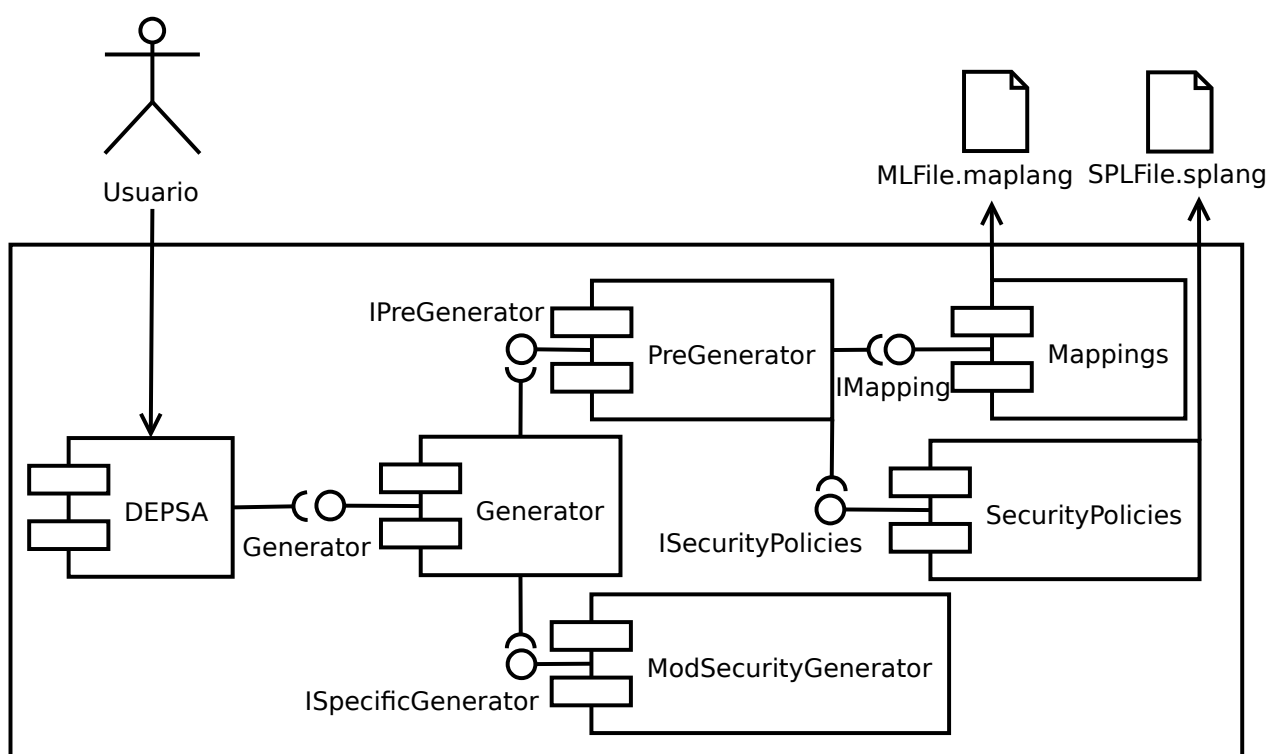 MLFile.maplang
SPLFile.splang
Usuario
IPreGenerator
PreGenerator
Mappings
IMapping
DEPSA
Generator
Generator
SecurityPolicies
ISecurityPolicies
ModSecurityGenerator
ISpecificGenerator